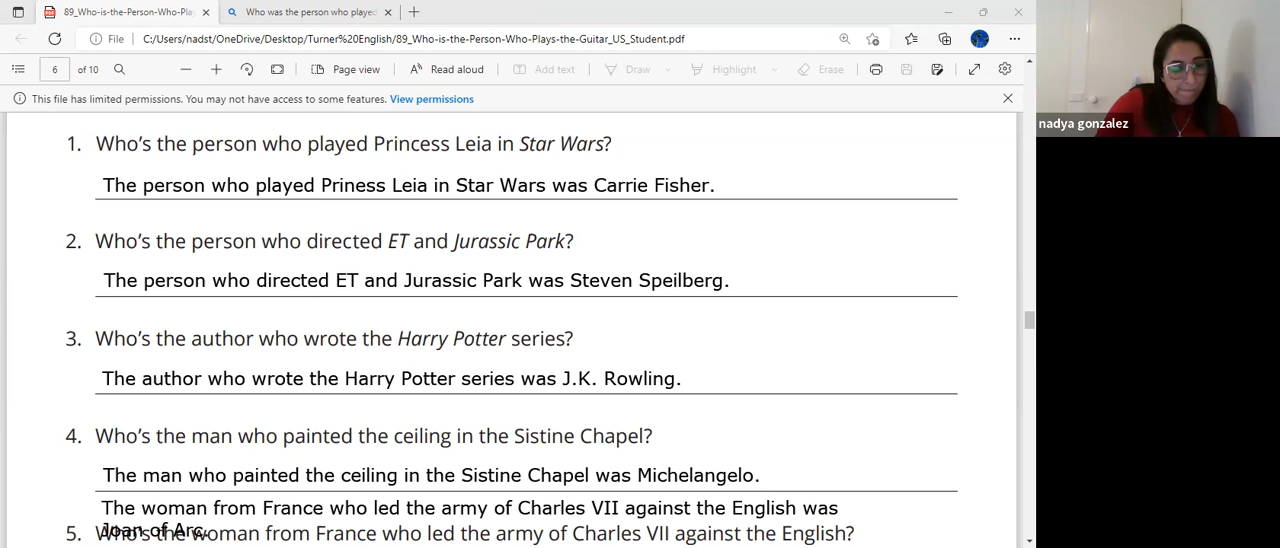 89_Who-is-the-Person-Who-Pla
Who was the person who played
File
C:/Users/nadst/OneDrive/Desktop/Turner%20English/89_Who-is-the-Person-Who-Plays-the-Guitar_US_Student.pdf
6 of 10
Page view
Read aloud
Add text
Draw
Highlight
Erase
This file has limited permissions. You may not have access to some features. View permissions
nadya gonzalez
1. Who's the person who played Princess Leia in Star Wars?
The person who played Priness Leia in Star Wars was Carrie Fisher.
2. Who's the person who directed ET and Jurassic Park?
The person who directed ET and Jurassic Park was Steven Speilberg.
3. Who's the author who wrote the Harry Potter series?
The author who wrote the Harry Potter series was J.K. Rowling.
4. Who's the man who painted the ceiling in the Sistine Chapel?
The man who painted the ceiling in the Sistine Chapel was Michelangelo.
The woman from France who led the army of Charles VII against the English was
Joan of Arc.
5. Who's the woman from France who led the army of Charles VII against the English?